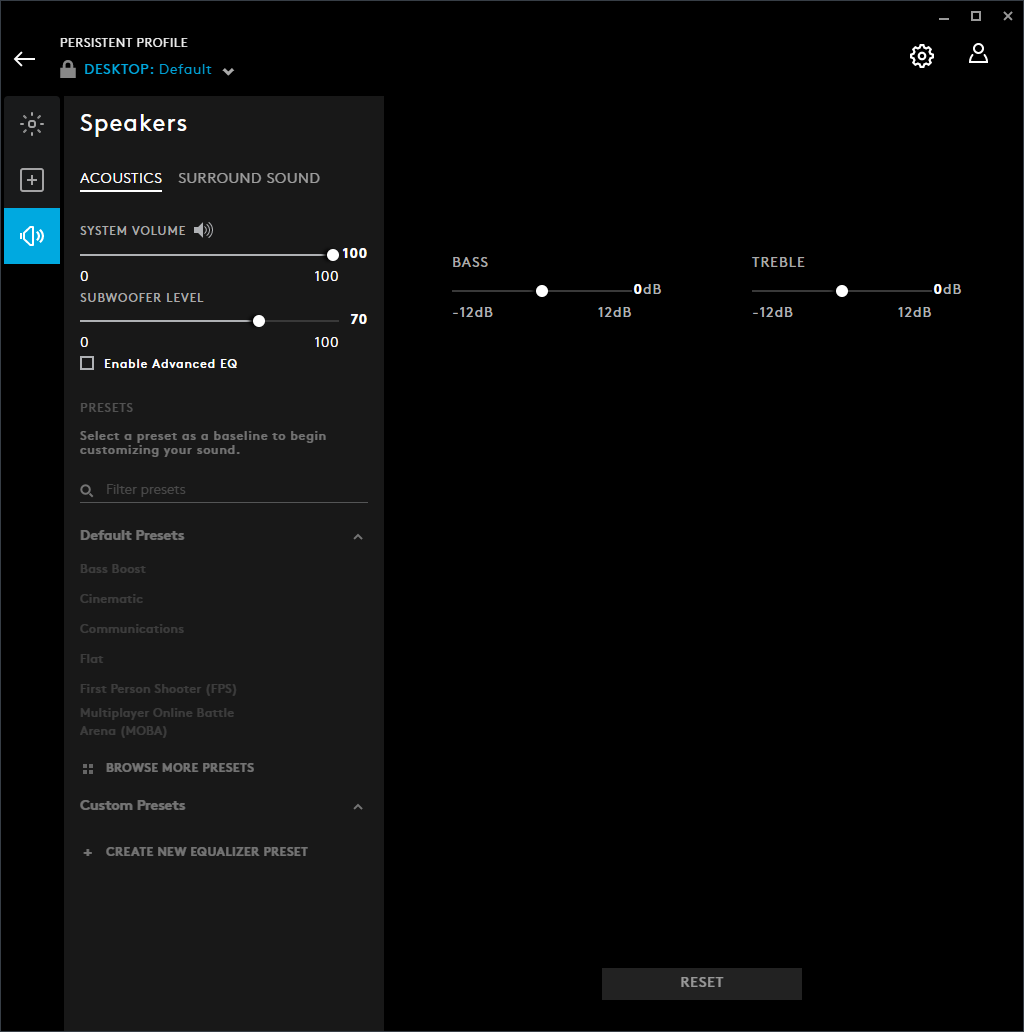 PERSISTENT PROFILE
DESKTOP: Default
Speakers
ACOUSTICS SURROUND SOUND
SYSTEM VOLUME
100
0 100
SUBWOOFER LEVEL
70
0 100
Enable Advanced EQ
PRESETS
Select a preset as a baseline to begin
customizing your sound.
Filter presets
Default Presets
Bass Boost
Cinematic
Communications
Flat
First Person Shooter (FPS)
Multiplayer Online Battle
Arena (MOBA)
BROWSE MORE PRESETS
Custom Presets
+ CREATE NEW EQUALIZER PRESET
BASS
0dB
-12dB 12dB
TREBLE
0dB
-12dB 12dB
RESET